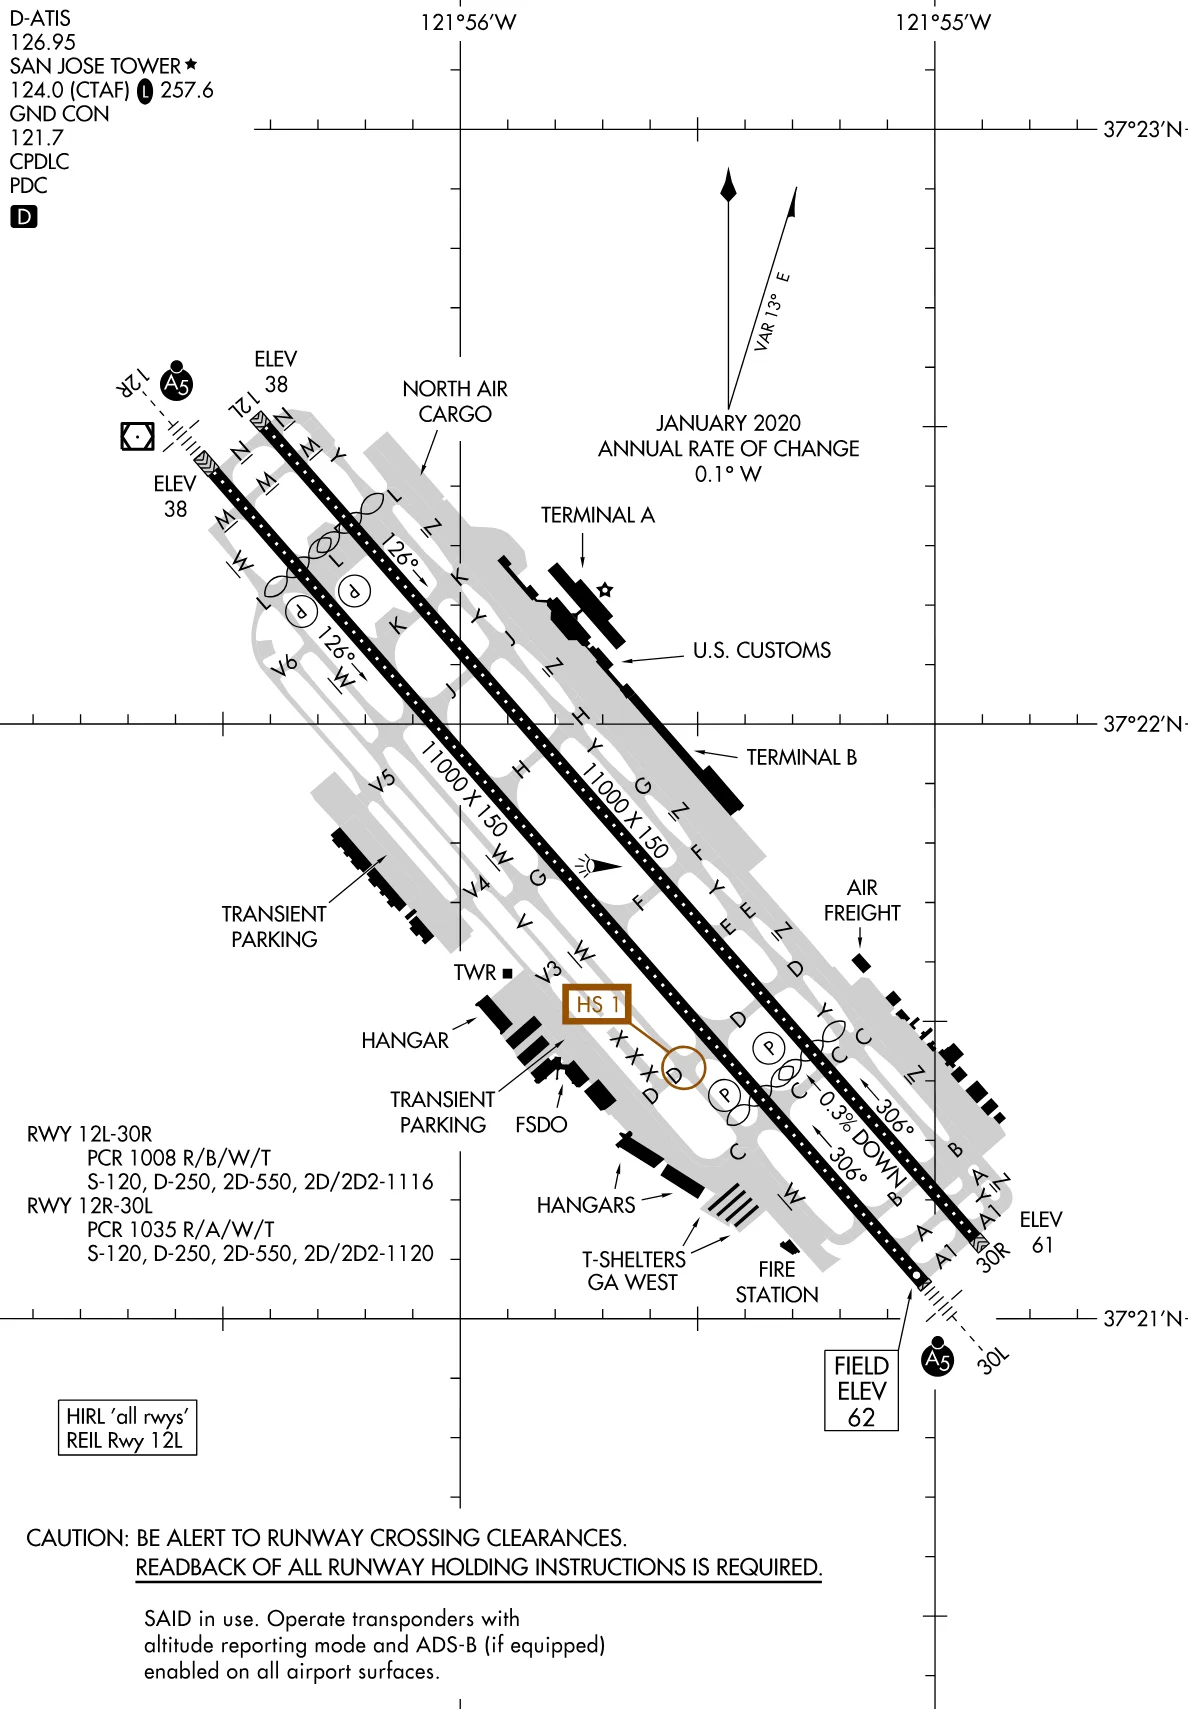 D-ATIS
126.95
SAN JOSE TOWER★
124.0 (CTAF) L 257.6
GND CON
121.7
CPDLC
PDC
D
121°56'W
121°55'W
37°23'N
VAR 13° E
JANUARY 2020
ANNUAL RATE OF CHANGE
0.1° W
12R
A5
ELEV
38
12L
N
W
Y
N
W
NORTH AIR
CARGO
ELEV
38
W
W
L
Z
L
L
126°
K
P
P
126°
K
Y
J
Z
V6
W
J
TERMINAL A
U.S. CUSTOMS
37°22'N
H
Y
TERMINAL B
11000 X 150
11000 X 150
V5
H
G
Z
F
W
G
V4
V
F
Y
E
E
Z
D
AIR
FREIGHT
TRANSIENT
PARKING
W
V3
TWR
HS 1
HANGAR
X
X
X
D
D
D
P
P
Y
C
C
C
Z
0.3% DOWN
306°
306°
TRANSIENT
PARKING
FSDO
C
B
B
W
A
Y
Z
A1
A
A1
30R
ELEV
61
RWY 12L-30R
PCR 1008 R/B/W/T
S-120, D-250, 2D-550, 2D/2D2-1116
RWY 12R-30L
PCR 1035 R/A/W/T
S-120, D-250, 2D-550, 2D/2D2-1120
HANGARS
T-SHELTERS
GA WEST
FIRE
STATION
37°21'N
30L
A5
FIELD
ELEV
62
HIRL 'all rwys'
REIL Rwy 12L
CAUTION: BE ALERT TO RUNWAY CROSSING CLEARANCES.
READBACK OF ALL RUNWAY HOLDING INSTRUCTIONS IS REQUIRED.
SAID in use. Operate transponders with
altitude reporting mode and ADS-B (if equipped)
enabled on all airport surfaces.